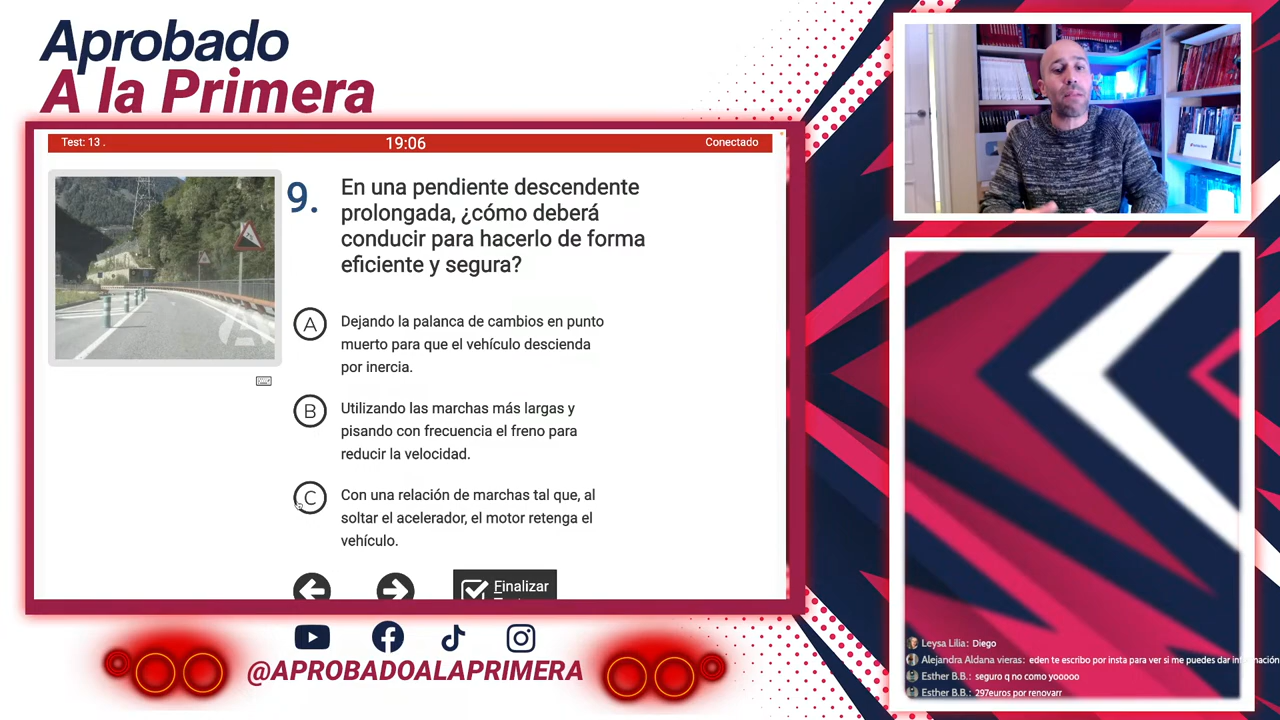 Aprobado
A la Primera
Test: 13 .
19:06
Conectado
9.
En una pendiente descendente
prolongada, ¿cómo deberá
conducir para hacerlo de forma
eficiente y segura?
A
Dejando la palanca de cambios en punto
muerto para que el vehículo descienda
por inercia.
B
Utilizando las marchas más largas y
pisando con frecuencia el freno para
reducir la velocidad.
C
Con una relación de marchas tal que, al
soltar el acelerador, el motor retenga el
vehículo.
Finalizar
@APROBADOALAPRIMERA
Leysa Lilia: Diego
Alejandra Aldana vieras: eden te escribo por insta para ver si me puedes dar información
Esther B.B.: seguro q no como yooooo
Esther B.B.: 297euros por renovarr